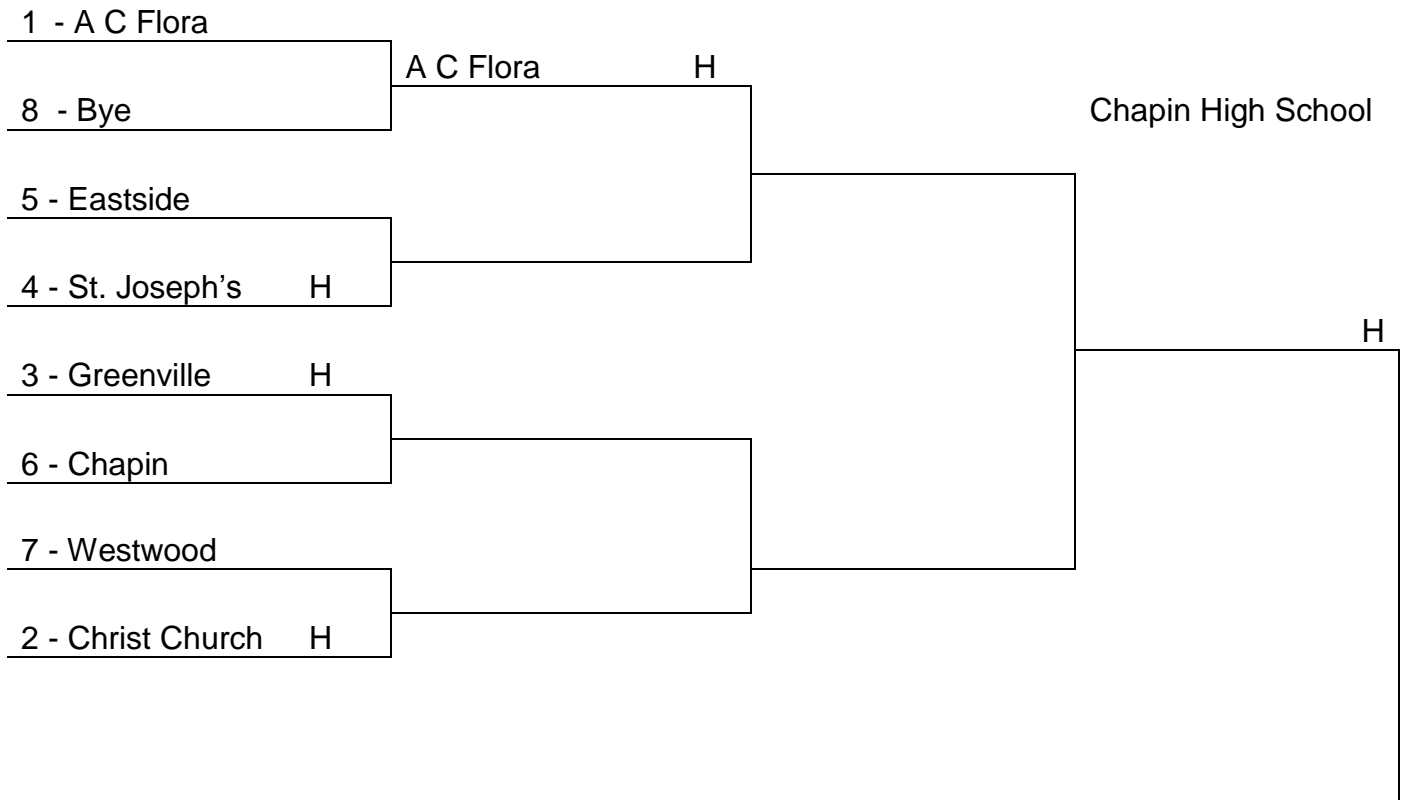 1 - A C Flora
A C Flora H
8 - Bye
Chapin High School
5 - Eastside
4 - St. Joseph’s H
H
3 - Greenville H
6 - Chapin
7 - Westwood
2 - Christ Church H